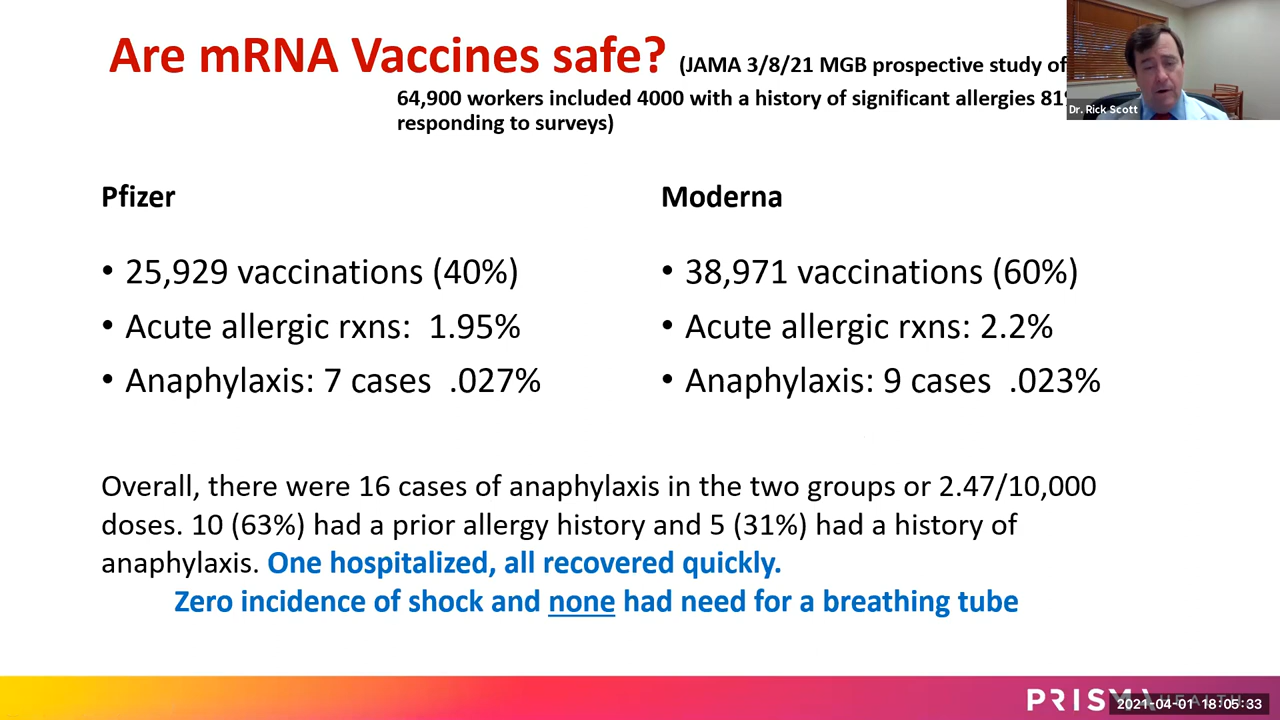 Are mRNA Vaccines safe? (JAMA 3/8/21 MGB prospective study of
64,900 workers included 4000 with a history of significant allergies
responding to surveys)
Dr. Rick Scott
Pfizer
• 25,929 vaccinations (40%)
• Acute allergic rxns: 1.95%
• Anaphylaxis: 7 cases .027%
Moderna
• 38,971 vaccinations (60%)
• Acute allergic rxns: 2.2%
• Anaphylaxis: 9 cases .023%
Overall, there were 16 cases of anaphylaxis in the two groups or 2.47/10,000
doses. 10 (63%) had a prior allergy history and 5 (31%) had a history of
anaphylaxis. One hospitalized, all recovered quickly.
Zero incidence of shock and none had need for a breathing tube
PRISMA HEALTH
2021-04-01 18:05:33